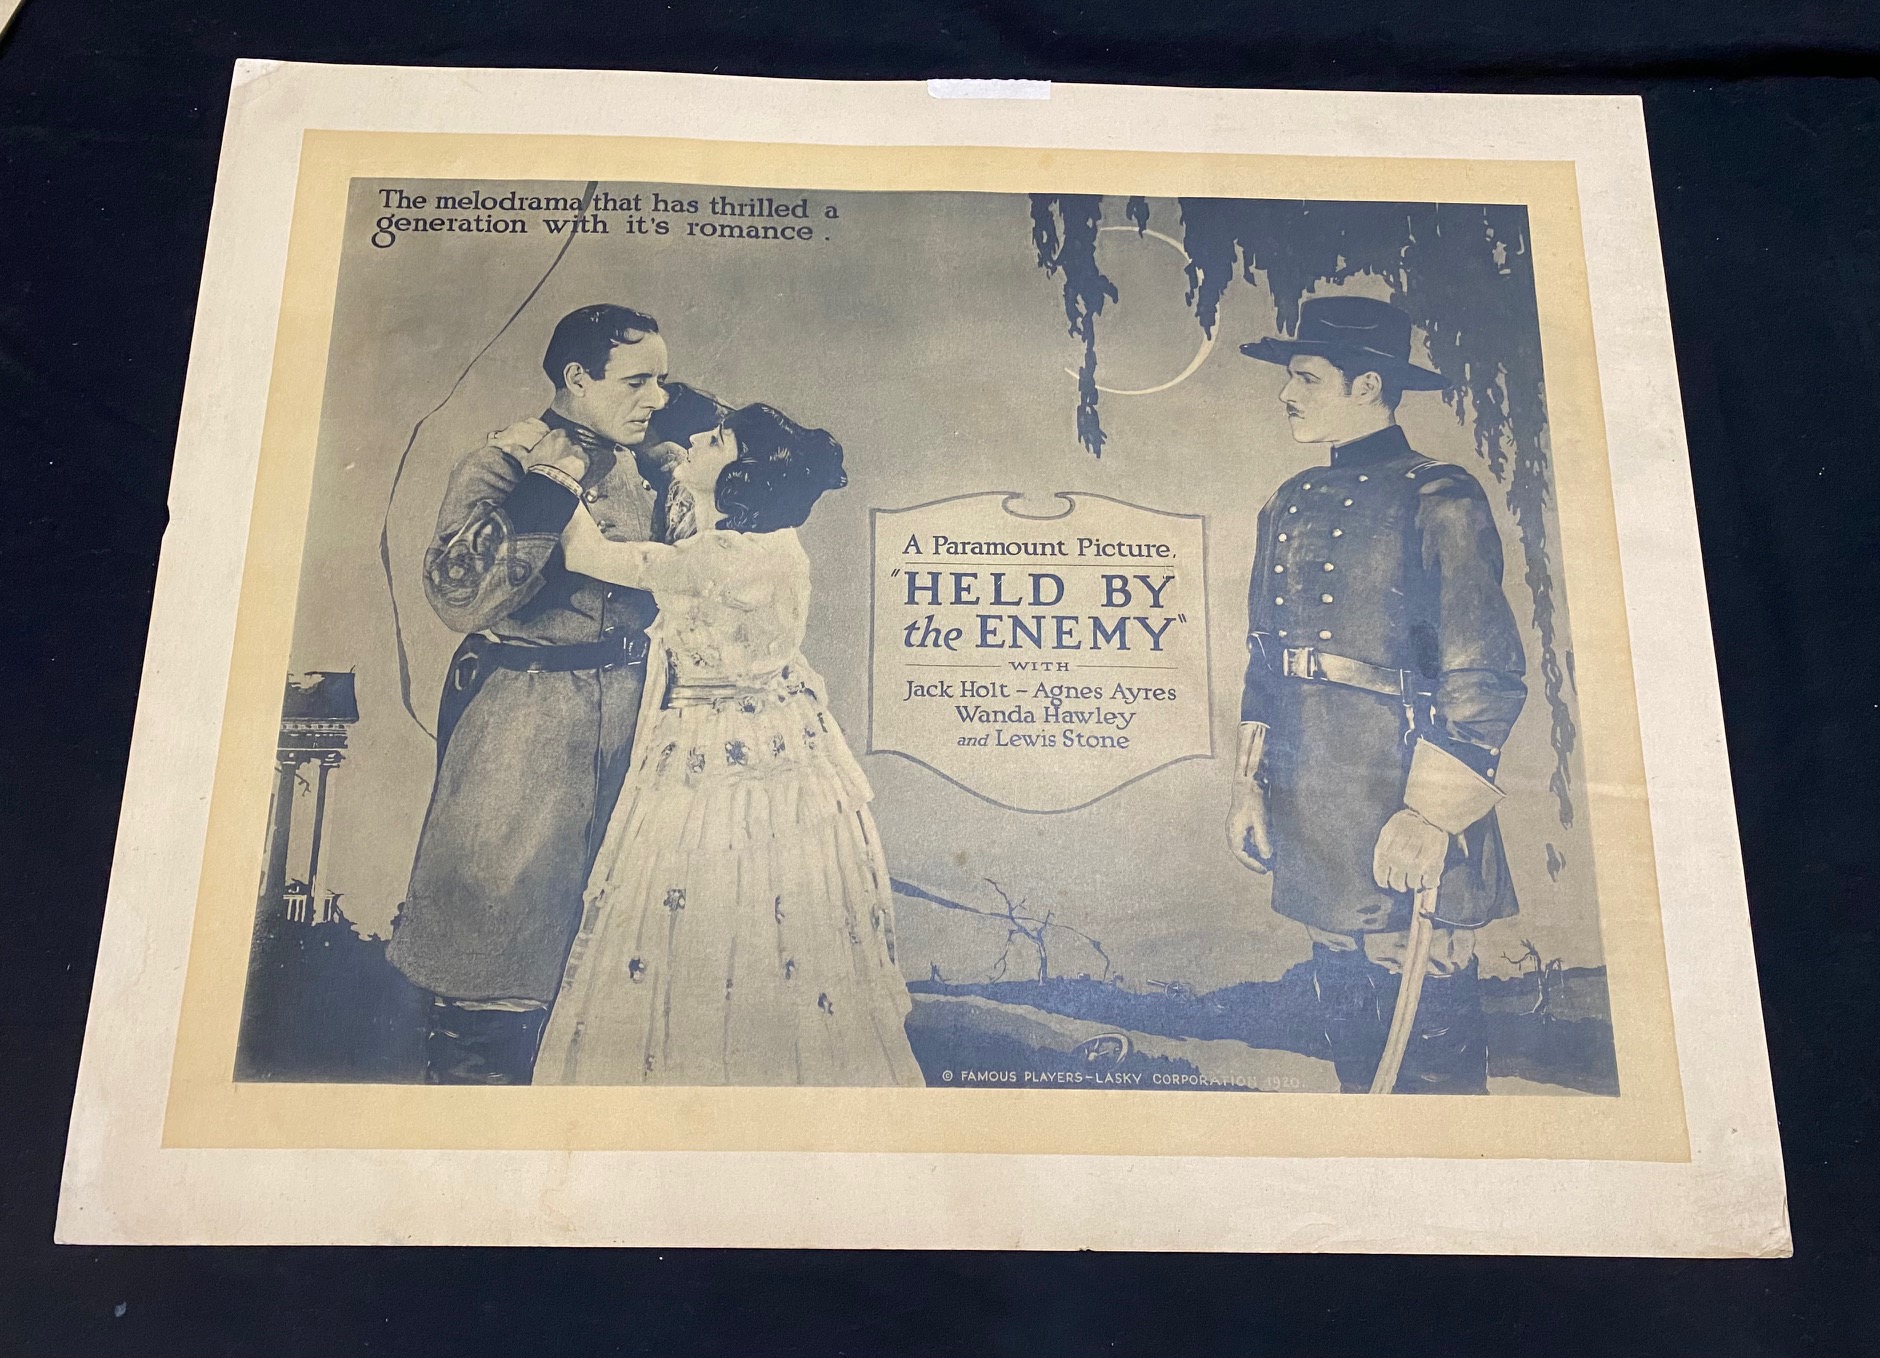 The melodrama that has thrilled a
generation with it's romance .
A Paramount Picture.
"HELD BY
the ENEMY"
WITH
Jack Holt – Agnes Ayres
Wanda Hawley
and Lewis Stone
© FAMOUS PLAYERS–LASKY CORPORATION 1920.